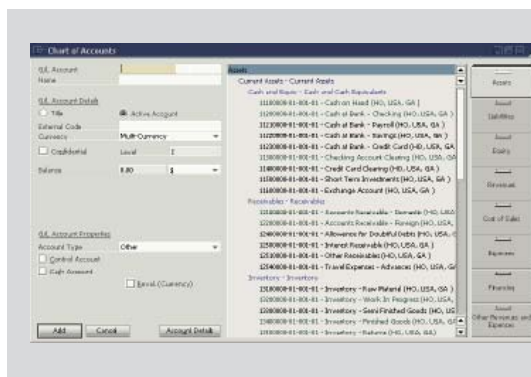 Chart of Accounts
G/L Account
Name
G/L Account Details
Title
Active Account
External Code
Currency
Multi-Currency
Confidential
Level
Balance
0.00
$
G/L Account Properties
Account Type
Other
Control Account
Cash Account
Reval. (Currency)
Add
Cancel
Account Details
Assets
Current Assets - Current Assets
Cash and Equiv - Cash and Cash Equivalents
- Cash on Hand (HO, USA, GA )
- Cash at Bank - Checking (HO, USA, GA )
- Cash at Bank - Payroll (HO, USA, GA )
- Cash at Bank - Savings (HO, USA, GA )
- Cash at Bank - Credit Card (HO, USA, GA )
- Checking Account Clearing (HO, USA, GA )
- Credit Card Clearing (HO, USA, GA )
- Short Term Investments (HO, USA, GA )
- Exchange Account (HO, USA, GA )
Receivables - Receivables
- Accounts Receivable - Domestic (HO, USA,
- Accounts Receivable - Foreign (HO, USA,
- Allowance for Doubtful Debts (HO, USA,
- Interest Receivable (HO, USA, GA )
- Other Receivables (HO, USA, GA )
- Travel Expenses - Advances (HO, USA, GA
Inventory - Inventory
- Inventory - Raw Material (HO, USA, GA )
- Inventory - Work In Progress (HO, USA,
- Inventory - Semi Finished Goods (HO, US
- Inventory - Finished Goods (HO, USA, GA
- Inventory - Returns (HO, USA, GA )
Assets
Liabilities
Equity
Revenues
Cost of Sales
Expenses
Financing
Other Revenues and
Expenses